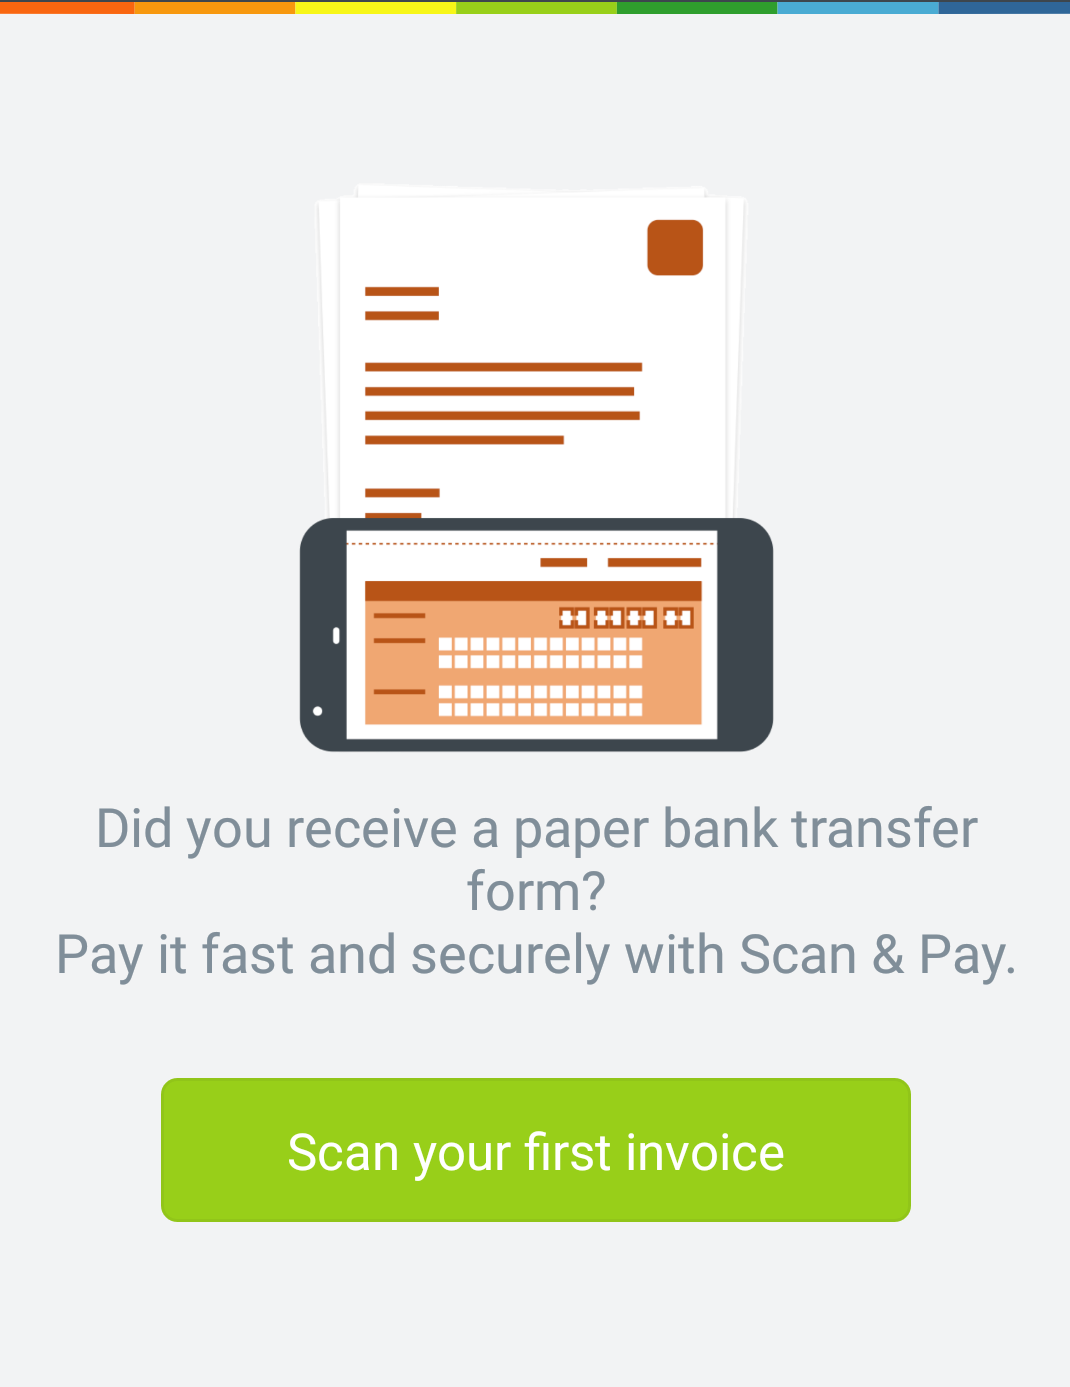 Did you receive a paper bank transfer
form?
Pay it fast and securely with Scan & Pay.
Scan your first invoice